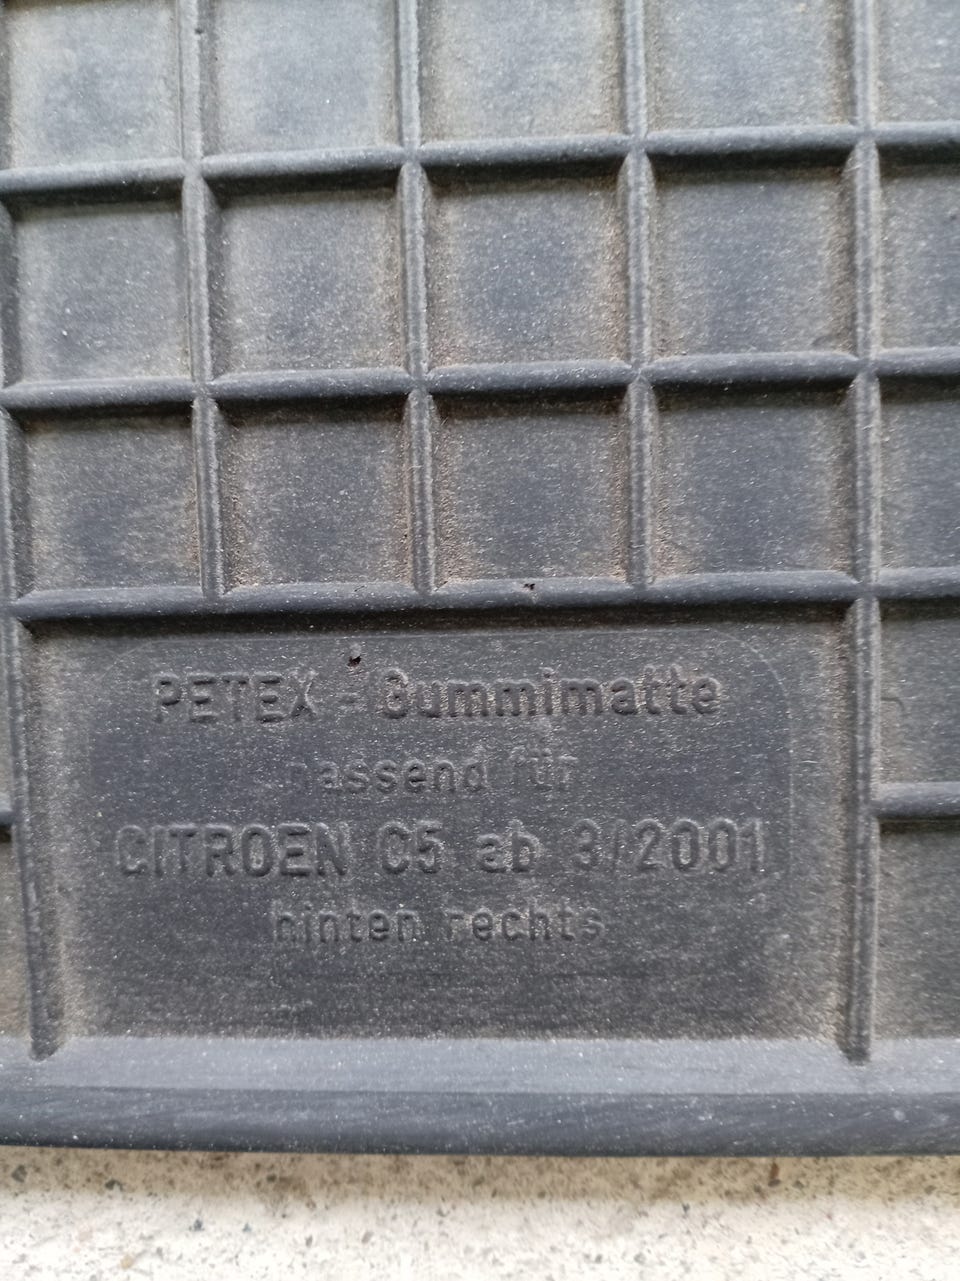 PETEX - Gummimatte
passend für
CITROEN C5 ab 3/2001
hinten rechts